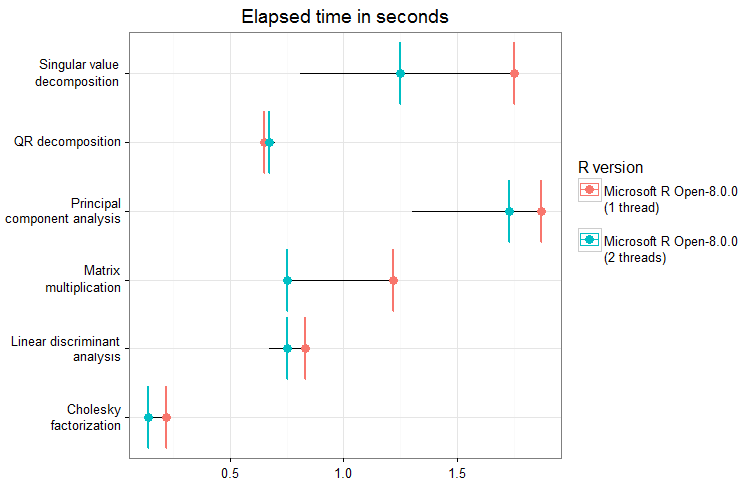 Elapsed time in seconds
Singular value
decomposition
QR decomposition
Principal
component analysis
Matrix
multiplication
Linear discriminant
analysis
Cholesky
factorization
0.5
1.0
1.5
R version
Microsoft R Open-8.0.0
(1 thread)
Microsoft R Open-8.0.0
(2 threads)